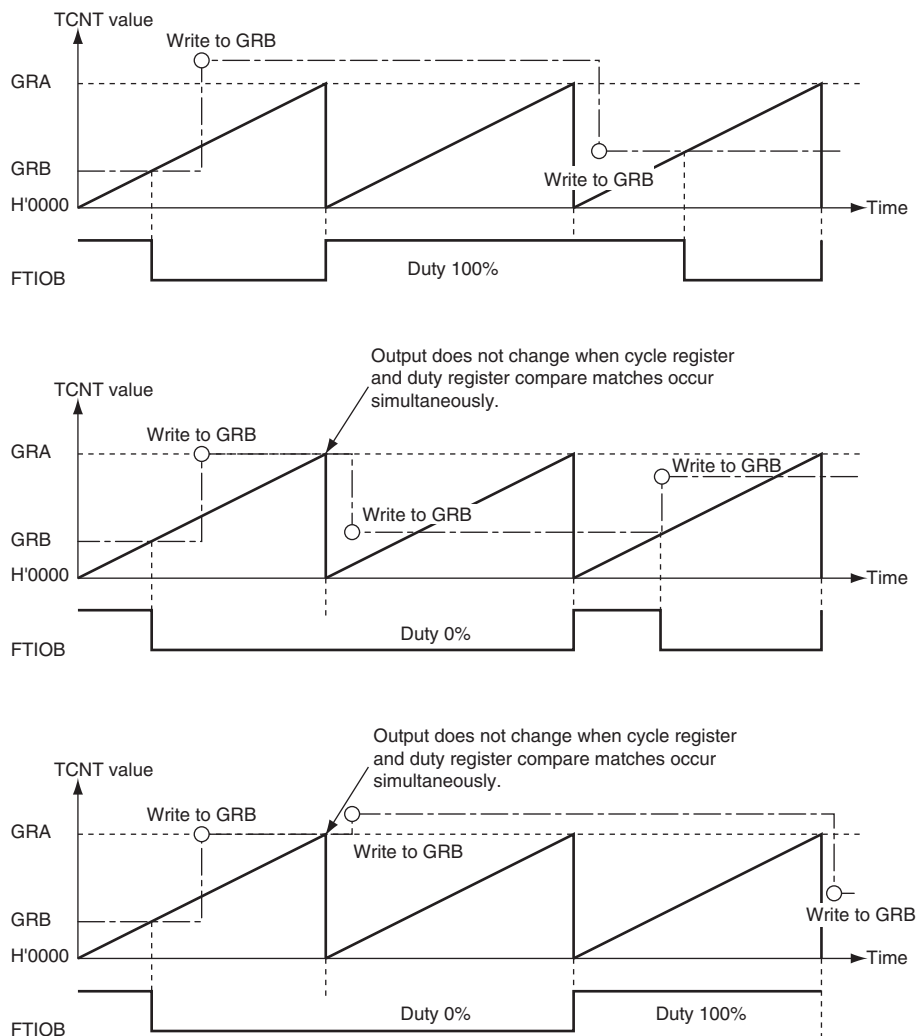 TCNT value
Write to GRB
GRA
GRB
Write to GRB
H'0000
Time
Duty 100%
FTIOB
Output does not change when cycle register
and duty register compare matches occur
simultaneously.
TCNT value
Write to GRB
GRA
Write to GRB
Write to GRB
GRB
H'0000
Time
Duty 0%
FTIOB
Output does not change when cycle register
and duty register compare matches occur
simultaneously.
TCNT value
Write to GRB
GRA
Write to GRB
GRB
Write to GRB
H'0000
Time
Duty 0%
Duty 100%
FTIOB